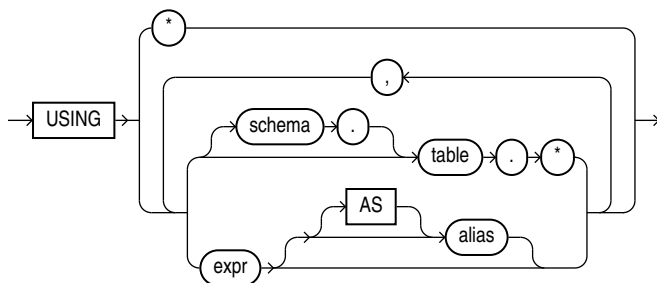 *
,
USING
schema .
table . *
AS
alias
expr